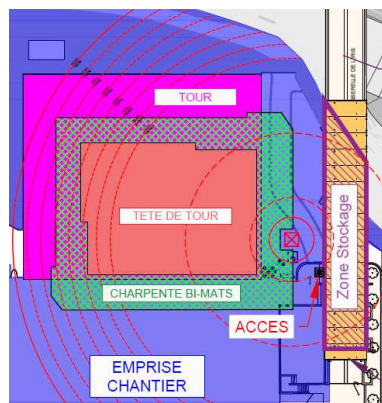 TOUR
TETE DE TOUR
CHARPENTE BI-MATS
ACCES
Zone Stockage
EMPRISE
CHANTIER